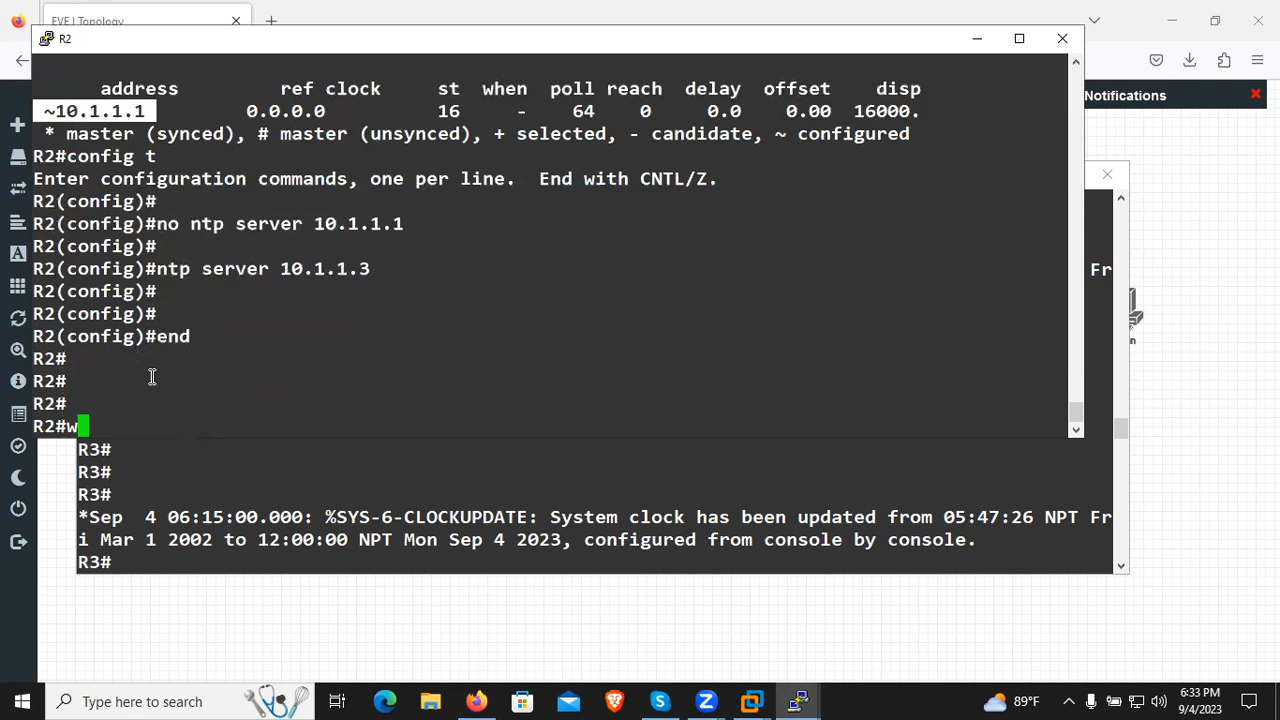 EVE | Topology
R2
address ref clock st when poll reach delay offset disp
~10.1.1.1 0.0.0.0 16 - 64 0 0.0 0.00 16000.
* master (synced), # master (unsynced), + selected, - candidate, ~ configured
R2#config t
Enter configuration commands, one per line. End with CNTL/Z.
R2(config)#
R2(config)#no ntp server 10.1.1.1
R2(config)#
R2(config)#ntp server 10.1.1.3
R2(config)#
R2(config)#
R2(config)#end
R2#
R2#
R2#
R2#w
Notifications
Fr
n
R3#
R3#
R3#
*Sep 4 06:15:00.000: %SYS-6-CLOCKUPDATE: System clock has been updated from 05:47:26 NPT Fr
i Mar 1 2002 to 12:00:00 NPT Mon Sep 4 2023, configured from console by console.
R3#
Type here to search
89°F
6:33 PM
9/4/2023